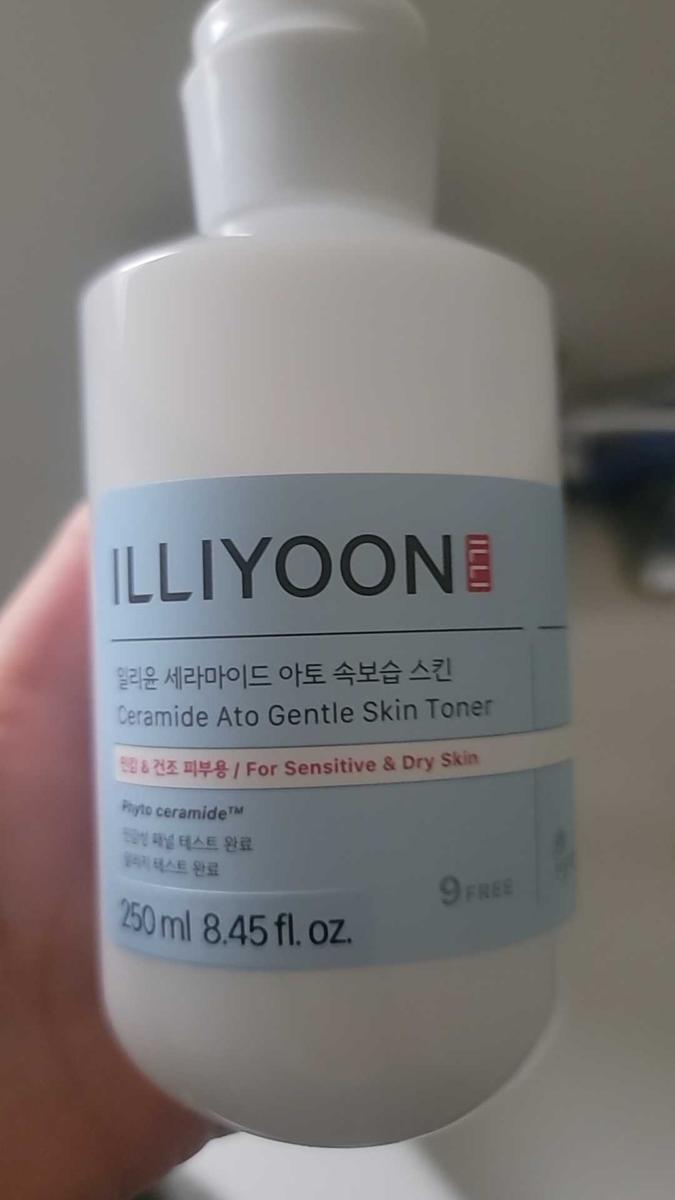 ILLIYOON ILLI
일리윤 세라마이드 아토 속보습 스킨
Ceramide Ato Gentle Skin Toner
민감 & 건조 피부용 / For Sensitive & Dry Skin
Phyto ceramide™
민감성 패널 테스트 완료
알러지 테스트 완료
9 FREE
250 ml 8.45 fl. oz.